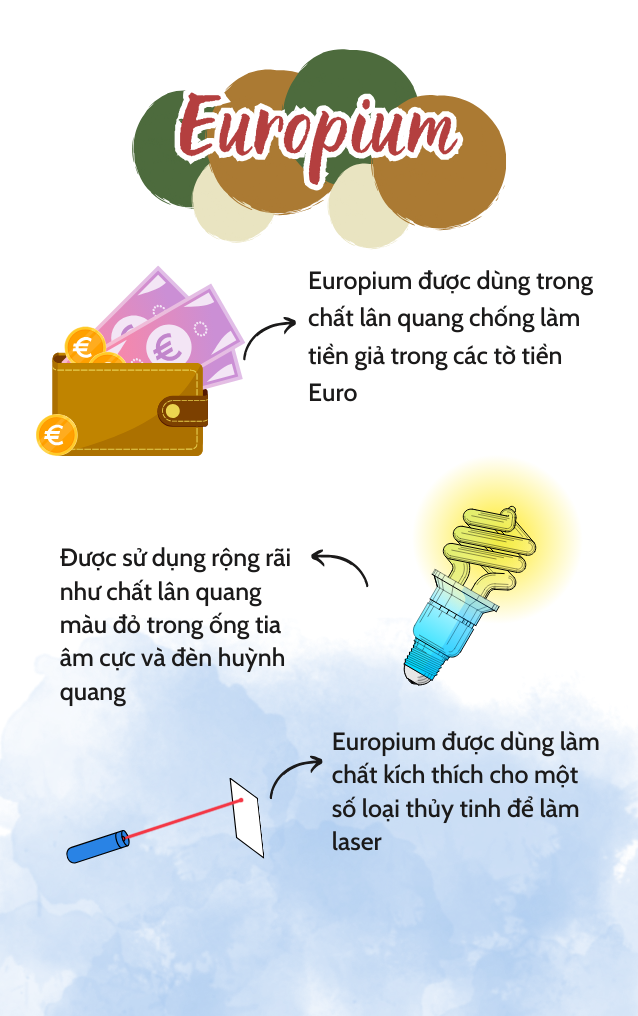 Europium
Europium được dùng trong
chất lân quang chống làm
tiền giả trong các tờ tiền
Euro
€
€
€
Được sử dụng rộng rãi
như chất lân quang
màu đỏ trong ống tia
âm cực và đèn huỳnh
quang
Europium được dùng làm
chất kích thích cho một
số loại thủy tinh để làm
laser